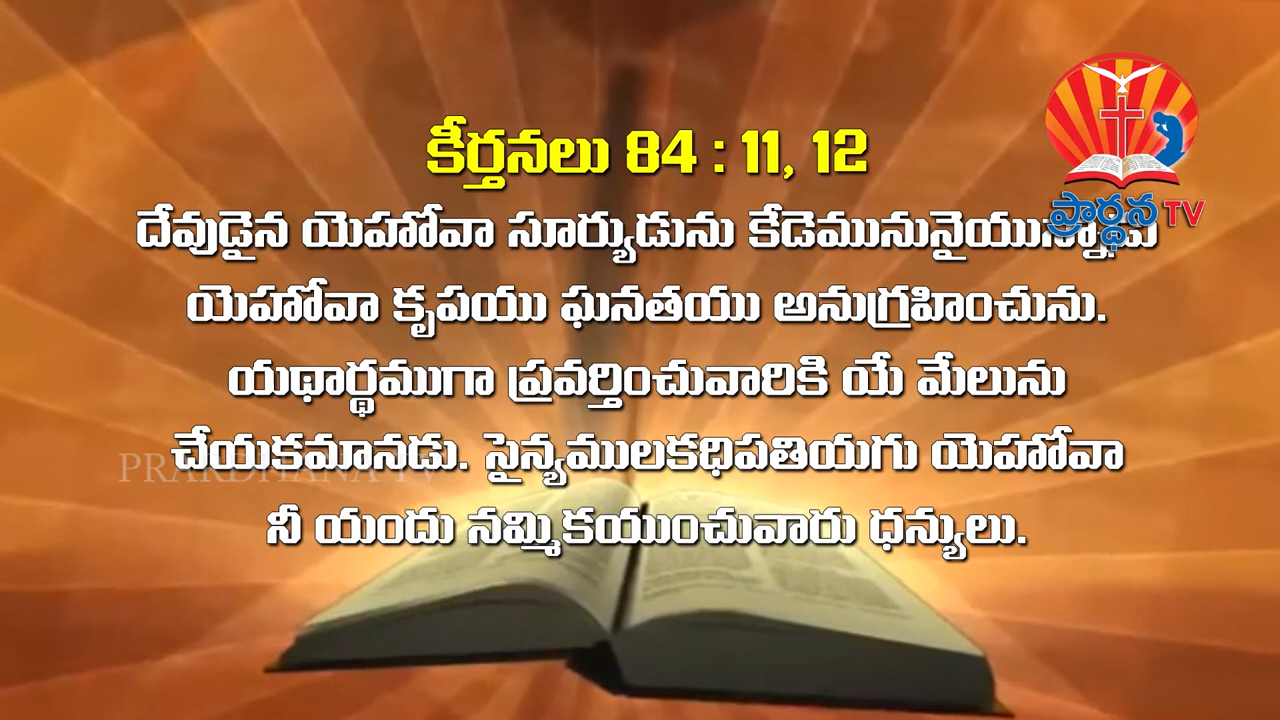 కీర్తనలు 84 : 11, 12
దేవుడైన యెహోవా సూర్యుడును కేడెమునునైయున్నాడు
యెహోవా కృపయు ఘనతయు అనుగ్రహించును.
యథార్థముగా ప్రవర్తించువారికి యే మేలును
చేయకమానడు. సైన్యములకధిపతియగు యెహోవా
నీ యందు నమ్మికయుంచువారు ధన్యులు.
ప్రార్థన TV
PRARDHANA TV